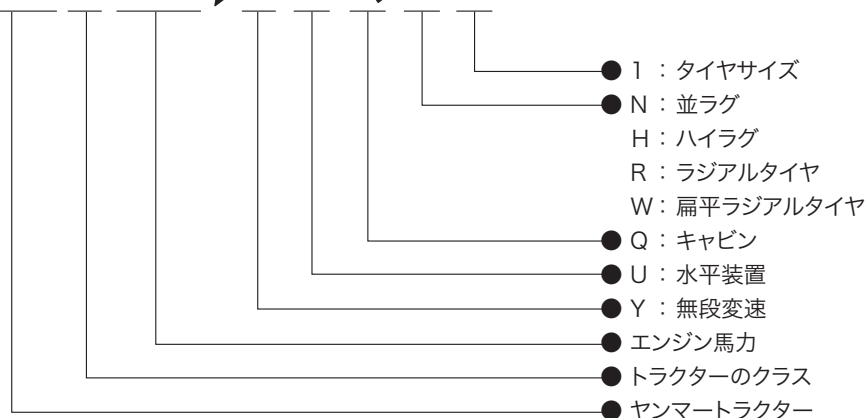 ● 1 : タイヤサイズ
● N : 並ラグ
H : ハイラグ
R : ラジアルタイヤ
W : 扁平ラジアルタイヤ
● Q : キャビン
● U : 水平装置
● Y : 無段変速
● エンジン馬力
● トラクターのクラス
● ヤンマートラクター